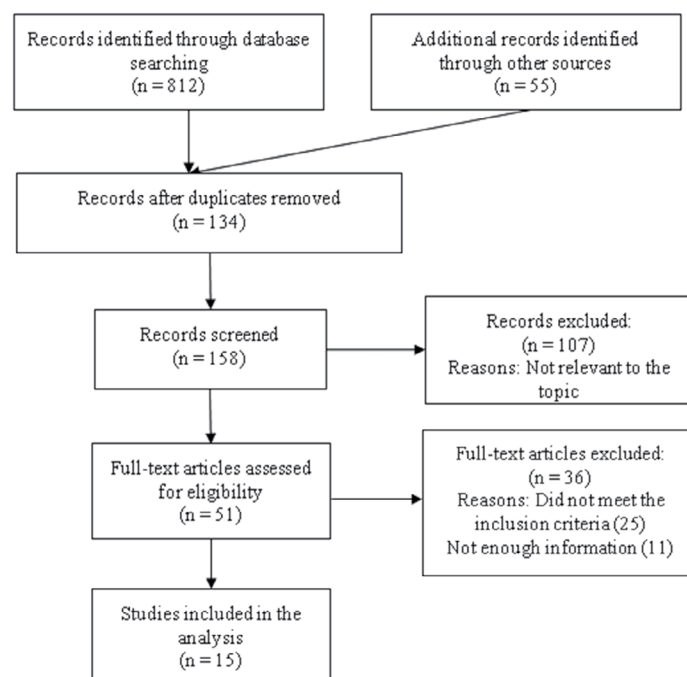 Records identified through database
searching
(n = 812)
Additional records identified
through other sources
(n = 55)
Records after duplicates removed
(n = 134)
Records screened
(n = 158)
Records excluded:
(n = 107)
Reasons: Not relevant to the
topic
Full-text articles assessed
for eligibility
(n = 51)
Full-text articles excluded:
(n = 36)
Reasons: Did not meet the
inclusion criteria (25)
Not enough information (11)
Studies included in the
analysis
(n = 15)